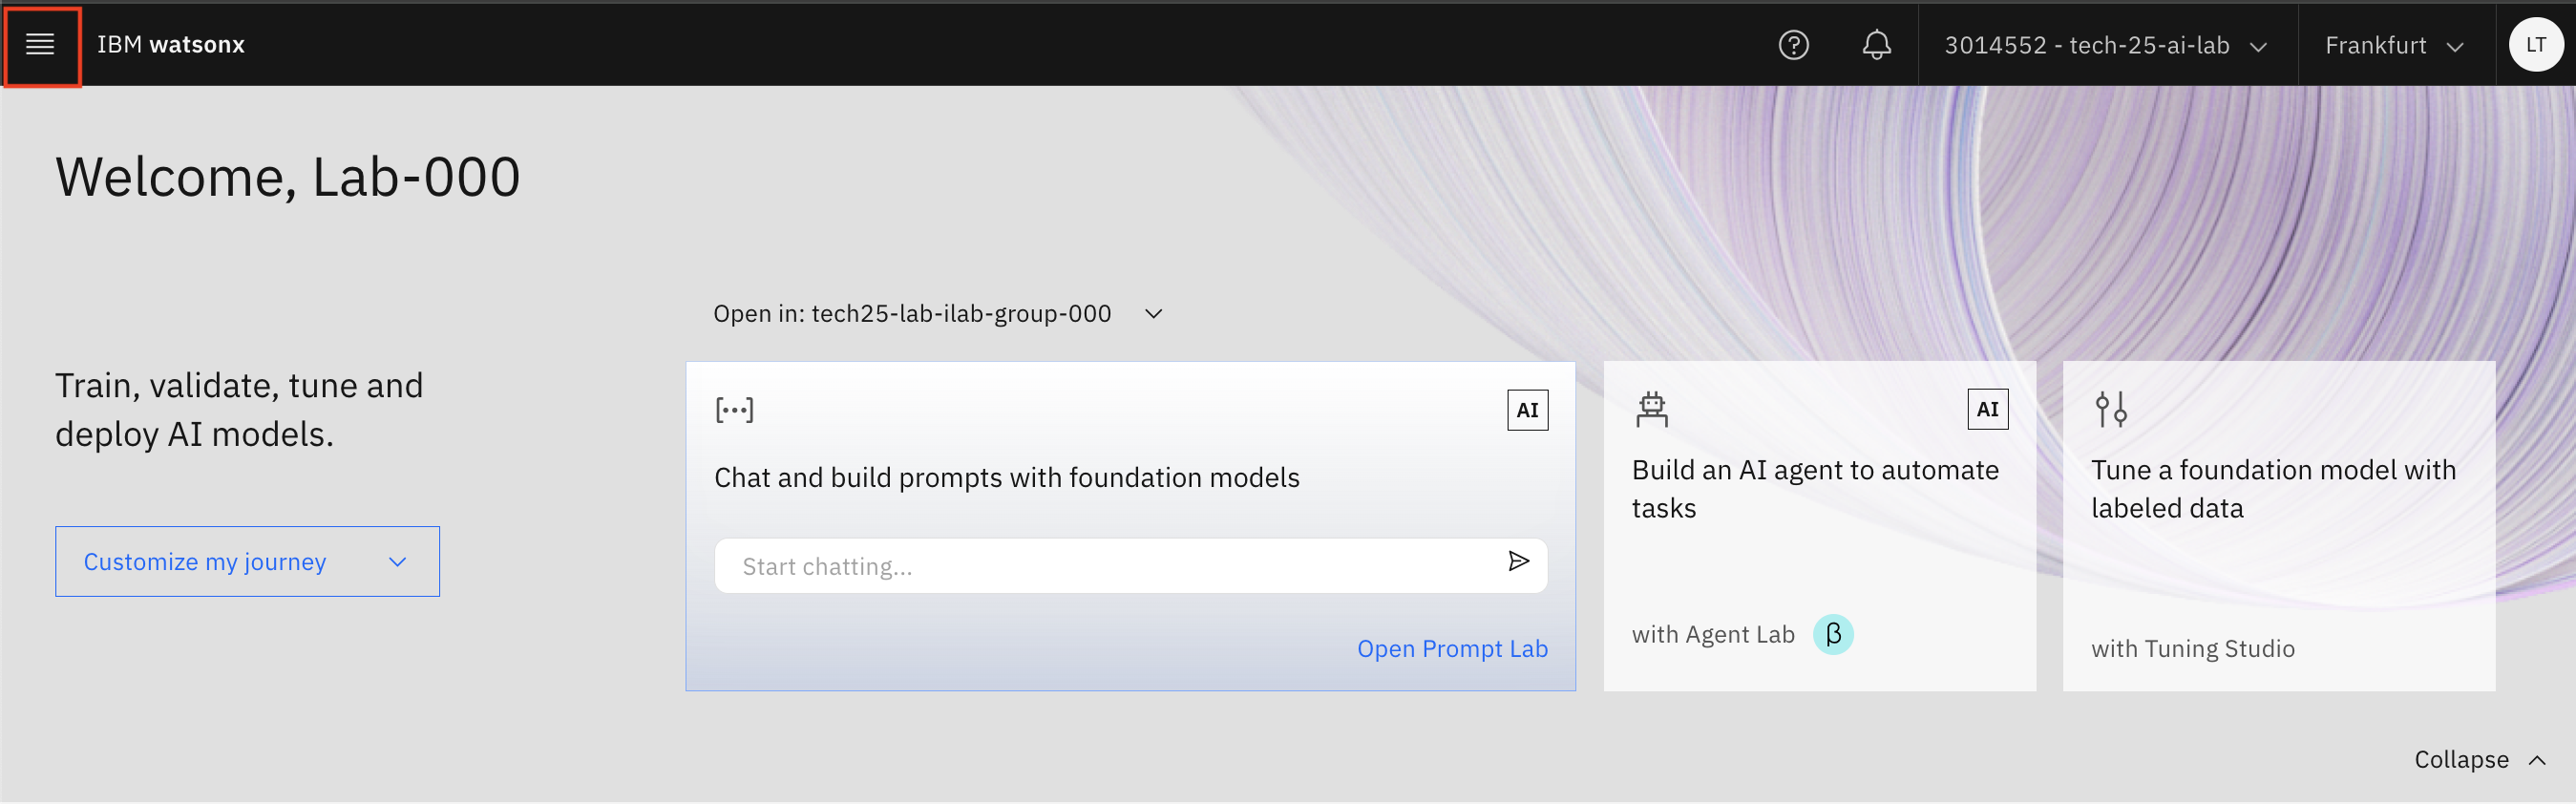 IBM watsonx
3014552 - tech-25-ai-lab
Frankfurt
LT
Welcome, Lab-000
Open in: tech25-lab-ilab-group-000
Train, validate, tune and
deploy AI models.
Customize my journey
[...]
AI
Chat and build prompts with foundation models
Start chatting...
Open Prompt Lab
AI
Build an AI agent to automate
tasks
with Agent Lab β
Tune a foundation model with
labeled data
with Tuning Studio
Collapse